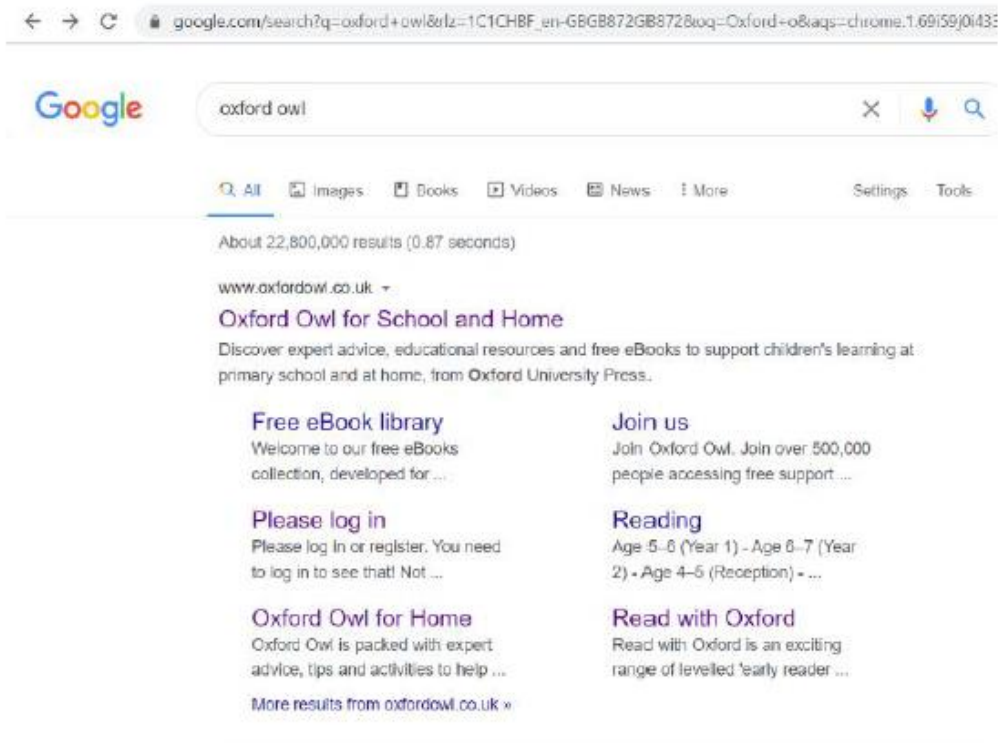 google.com/search?q=oxford+owl&rlz=1C1CHBF_en-GBGB872GB872&oq=Oxford+o&aqs=chrome.1.69i59j0i433
Google
oxford owl
All Images Books Videos News More Settings Tools
About 22,800,000 results (0.87 seconds)
www.oxfordowl.co.uk
Oxford Owl for School and Home
Discover expert advice, educational resources and free eBooks to support children's learning at
primary school and at home, from Oxford University Press.
Free eBook library
Welcome to our free eBooks
collection, developed for ...
Join us
Join Oxford Owl. Join over 500,000
people accessing free support ...
Please log in
Please log in or register. You need
to log in to see that! Not ...
Reading
Age 5–6 (Year 1) - Age 6–7 (Year
2) - Age 4–5 (Reception) - ...
Oxford Owl for Home
Oxford Owl is packed with expert
advice, tips and activities to help ...
Read with Oxford
Read with Oxford is an exciting
range of levelled 'early reader ...
More results from oxfordowl.co.uk »